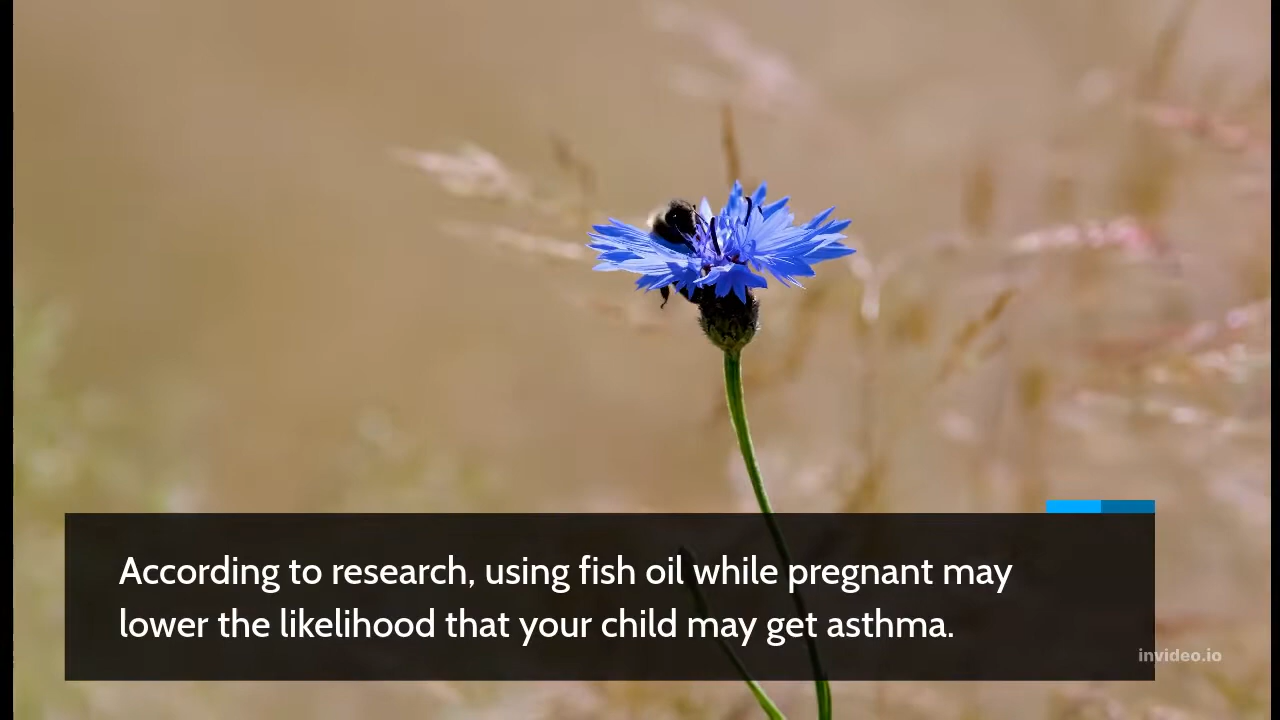 According to research, using fish oil while pregnant may
lower the likelihood that your child may get asthma.
invideo.io